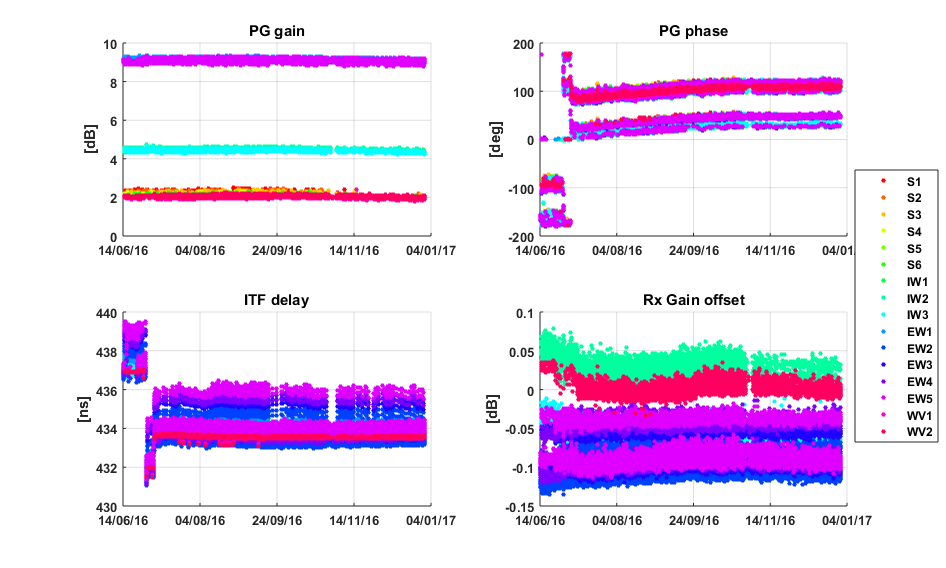 PG gain
10
8
6
4
2
0
[dB]
14/06/16 04/08/16 24/09/16 14/11/16 04/01/17
PG phase
200
100
0
-100
-200
[deg]
14/06/16 04/08/16 24/09/16 14/11/16 04/01/17
ITF delay
440
438
436
434
432
430
[ns]
14/06/16 04/08/16 24/09/16 14/11/16 04/01/17
Rx Gain offset
0.1
0.05
0
-0.05
-0.1
-0.15
[dB]
14/06/16 04/08/16 24/09/16 14/11/16 04/01/17
S1
S2
S3
S4
S5
S6
IW1
IW2
IW3
EW1
EW2
EW3
EW4
EW5
WV1
WV2